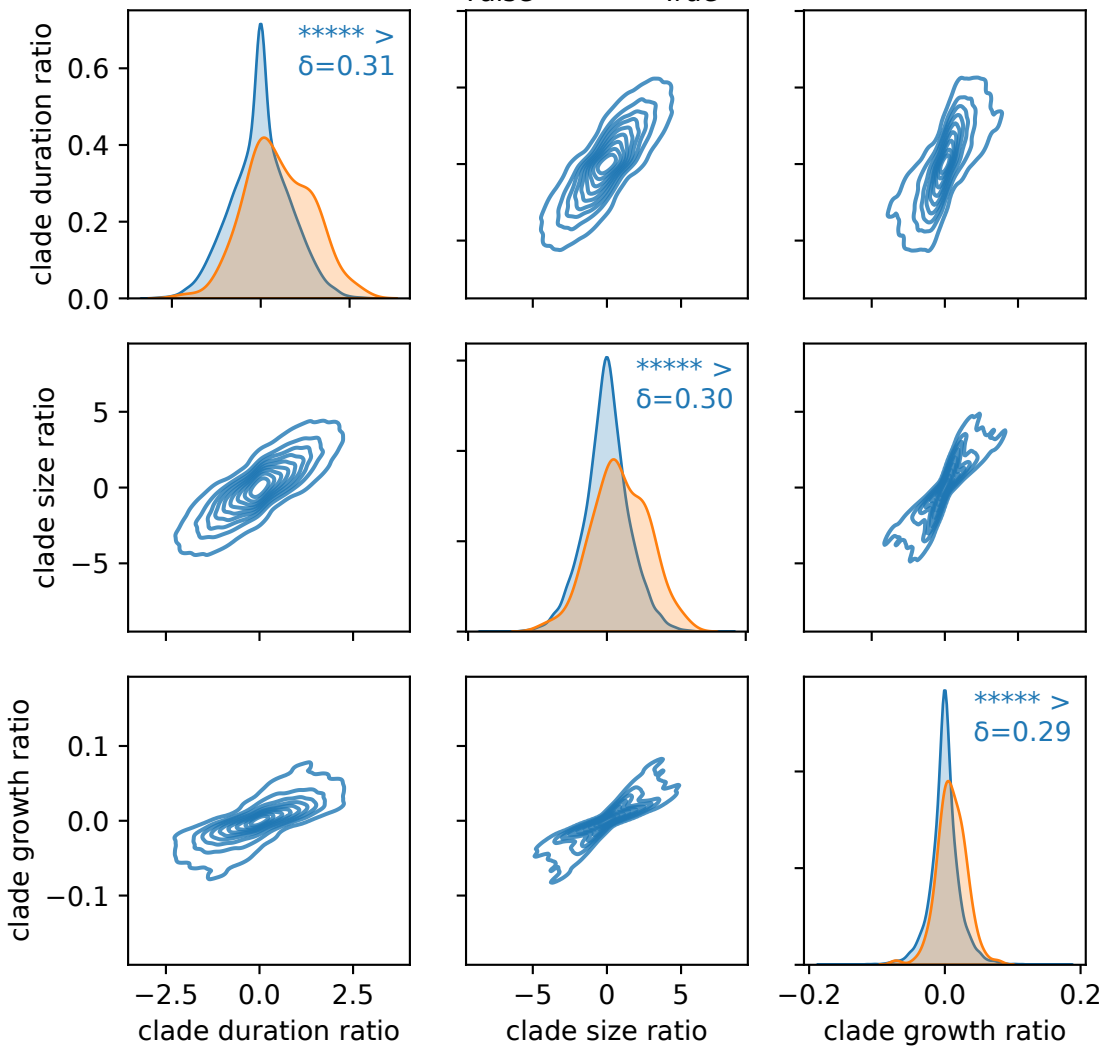 ***** >
δ=0.31
clade duration ratio
0.6
0.4
0.2
0.0
***** >
δ=0.30
clade size ratio
5
0
−5
***** >
δ=0.29
clade growth ratio
0.1
0.0
−0.1
−2.5 0.0 2.5
−5 0 5
−0.2 0.0 0.2
clade duration ratio
clade size ratio
clade growth ratio